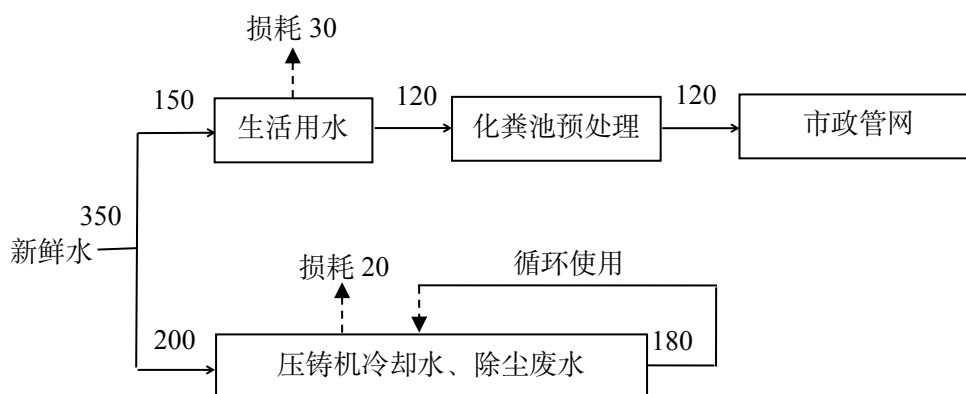 损耗 30
150
120
120
生活用水
化粪池预处理
市政管网
350
新鲜水
损耗 20
循环使用
200
180
压铸机冷却水、除尘废水